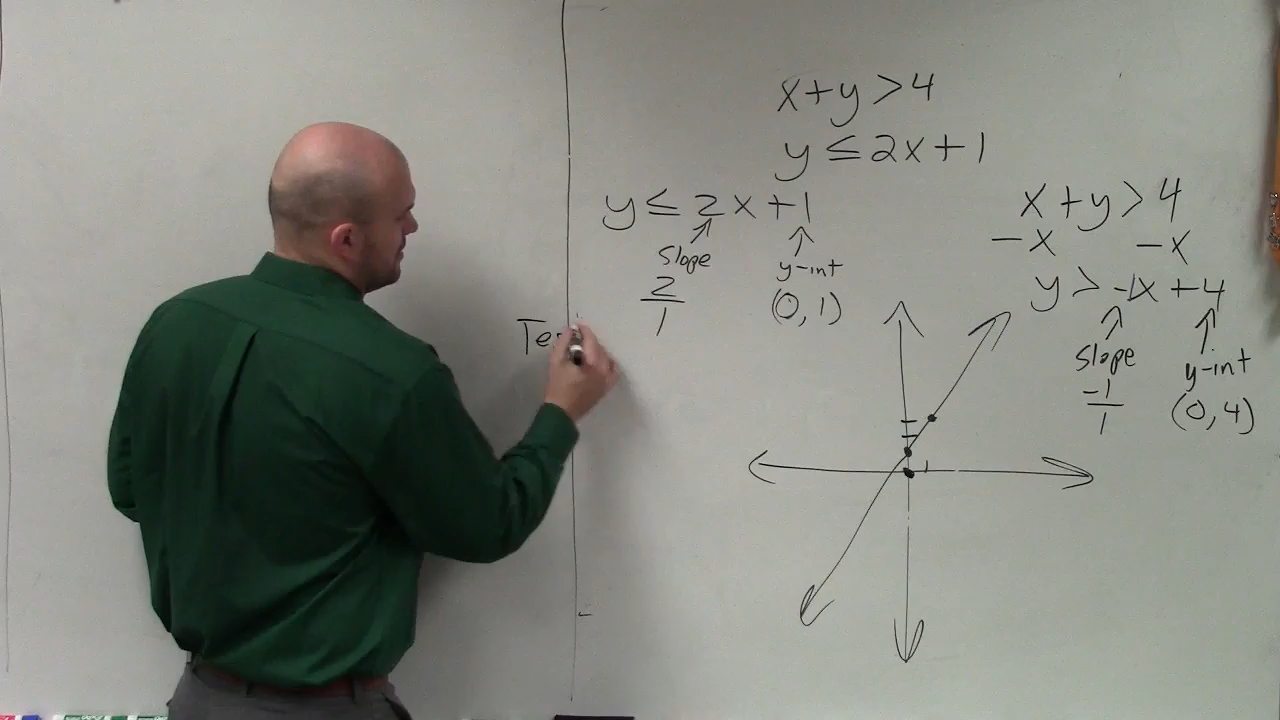 x+y>4
y≤2x+1
y≤2x+1
slope
2
1
y-int
(0,1)
x+y>4
-x -x
y>-1x+4
slope
-1
1
y-int
(0,4)
1